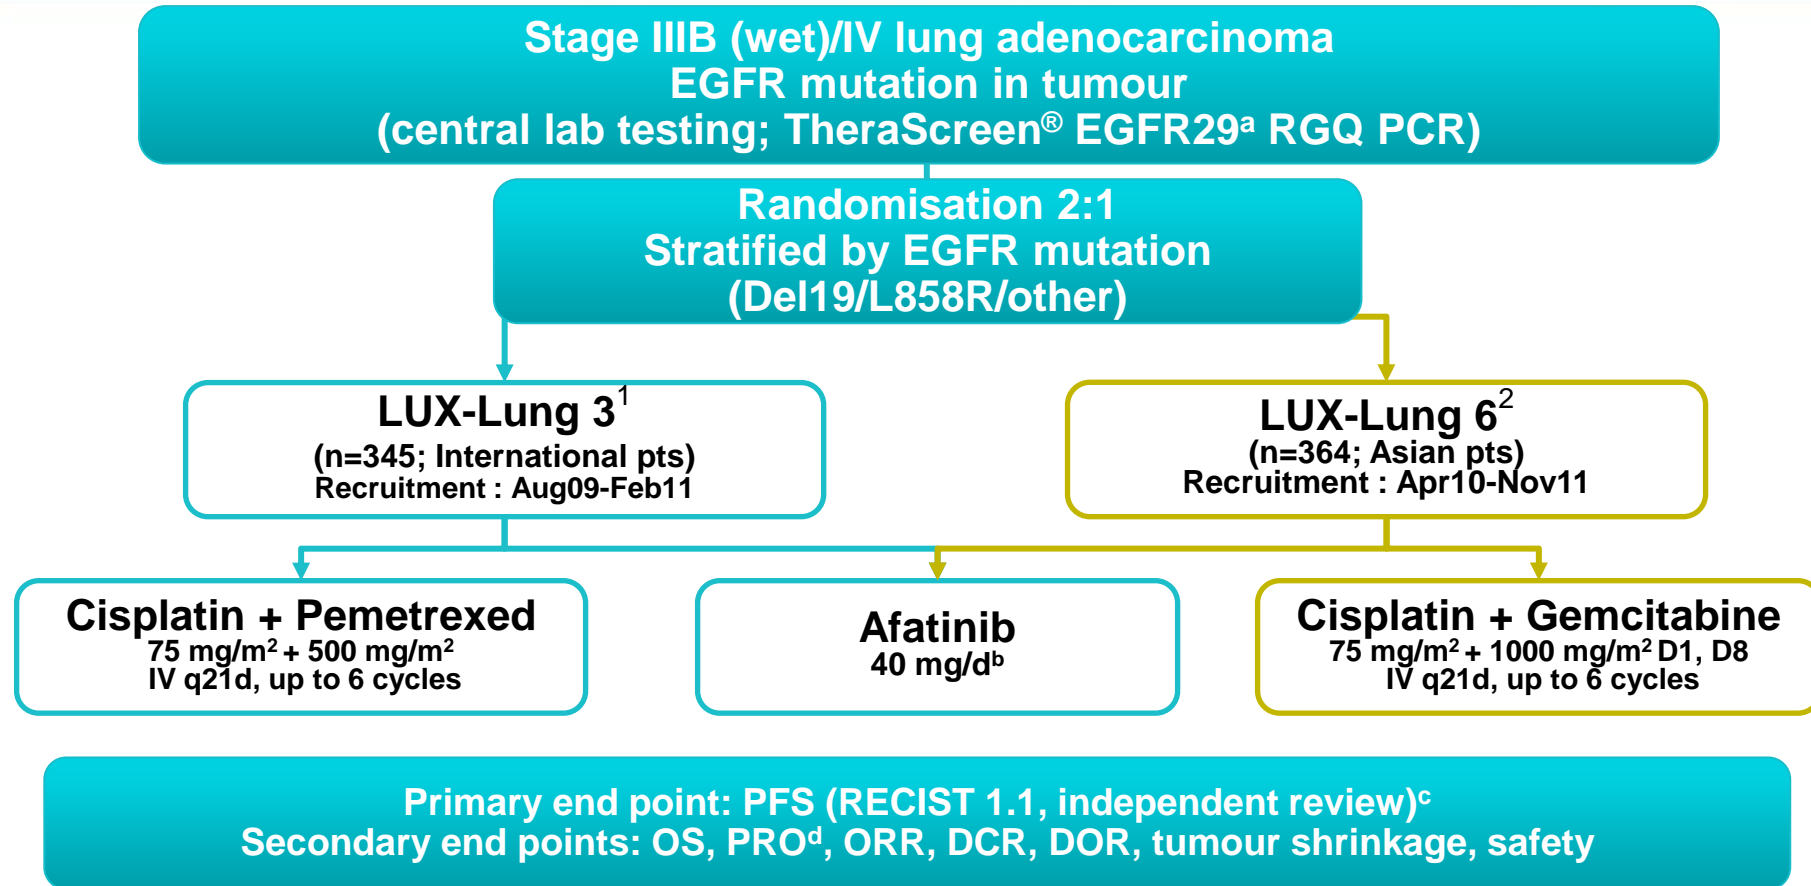 Stage IIIB (wet)/IV lung adenocarcinoma
EGFR mutation in tumour
(central lab testing; TheraScreen® EGFR29ᵃ RGQ PCR)
Randomisation 2:1
Stratified by EGFR mutation
(Del19/L858R/other)
LUX-Lung 3¹
(n=345; International pts)
Recruitment : Aug09-Feb11
LUX-Lung 6²
(n=364; Asian pts)
Recruitment : Apr10-Nov11
Cisplatin + Pemetrexed
75 mg/m² + 500 mg/m²
IV q21d, up to 6 cycles
Afatinib
40 mg/dᵇ
Cisplatin + Gemcitabine
75 mg/m² + 1000 mg/m² D1, D8
IV q21d, up to 6 cycles
Primary end point: PFS (RECIST 1.1, independent review)ᶜ
Secondary end points: OS, PROᵈ, ORR, DCR, DOR, tumour shrinkage, safety